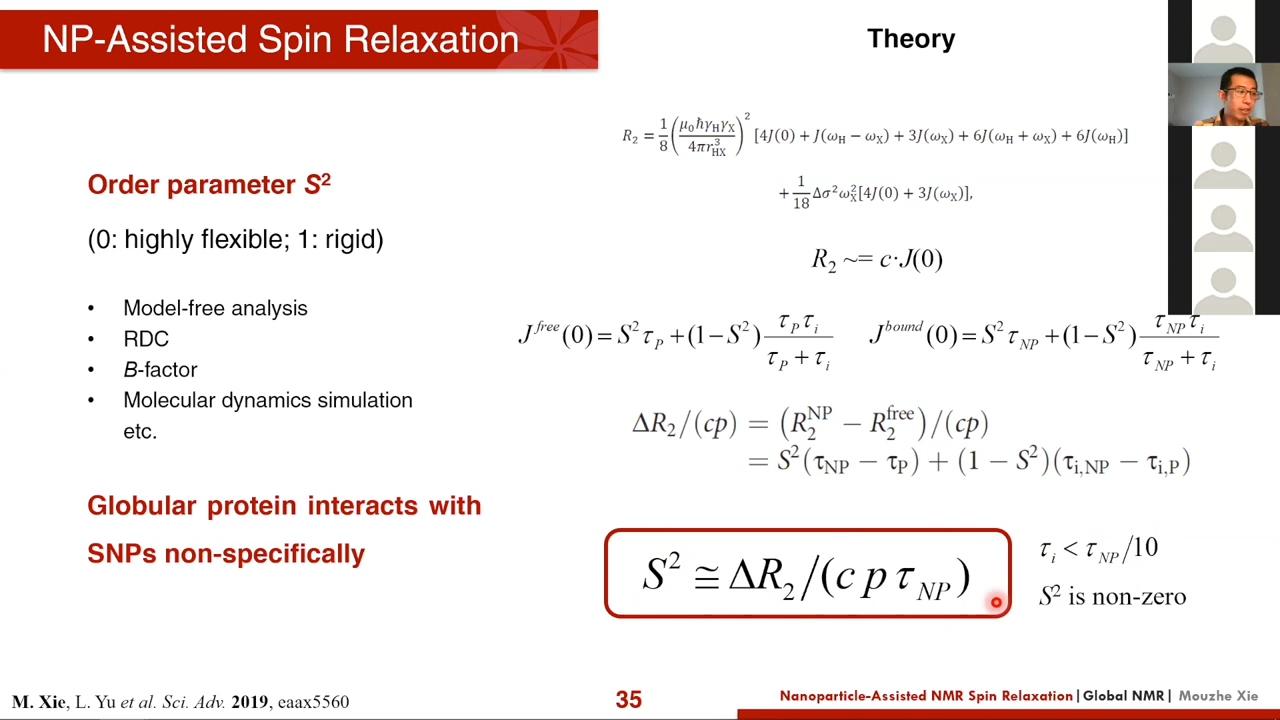 NP-Assisted Spin Relaxation
Theory
Order parameter S²
(0: highly flexible; 1: rigid)
• Model-free analysis
• RDC
• B-factor
• Molecular dynamics simulation
etc.
Globular protein interacts with
SNPs non-specifically
R₂ = 1/8 (μ₀ħγ_Hγ_X / 4πr³_HX)² [4J(0) + J(ω_H − ω_X) + 3J(ω_X) + 6J(ω_H + ω_X) + 6J(ω_H)]
+ 1/18 Δσ²ω²_X[4J(0) + 3J(ω_X)],
R₂ ~= c·J(0)
J^free(0) = S²τ_P + (1−S²) τ_P τ_i / (τ_P + τ_i)
J^bound(0) = S²τ_NP + (1−S²) τ_NP τ_i / (τ_NP + τ_i)
ΔR₂/(cp) = (R₂^NP − R₂^free)/(cp)
= S²(τ_NP − τ_P) + (1 − S²)(τ_i,NP − τ_i,P)
S² ≅ ΔR₂/(c p τ_NP)
τ_i < τ_NP/10
S² is non-zero
M. Xie, L. Yu et al. Sci. Adv. 2019, eaax5560
35
Nanoparticle-Assisted NMR Spin Relaxation|Global NMR| Mouzhe Xie